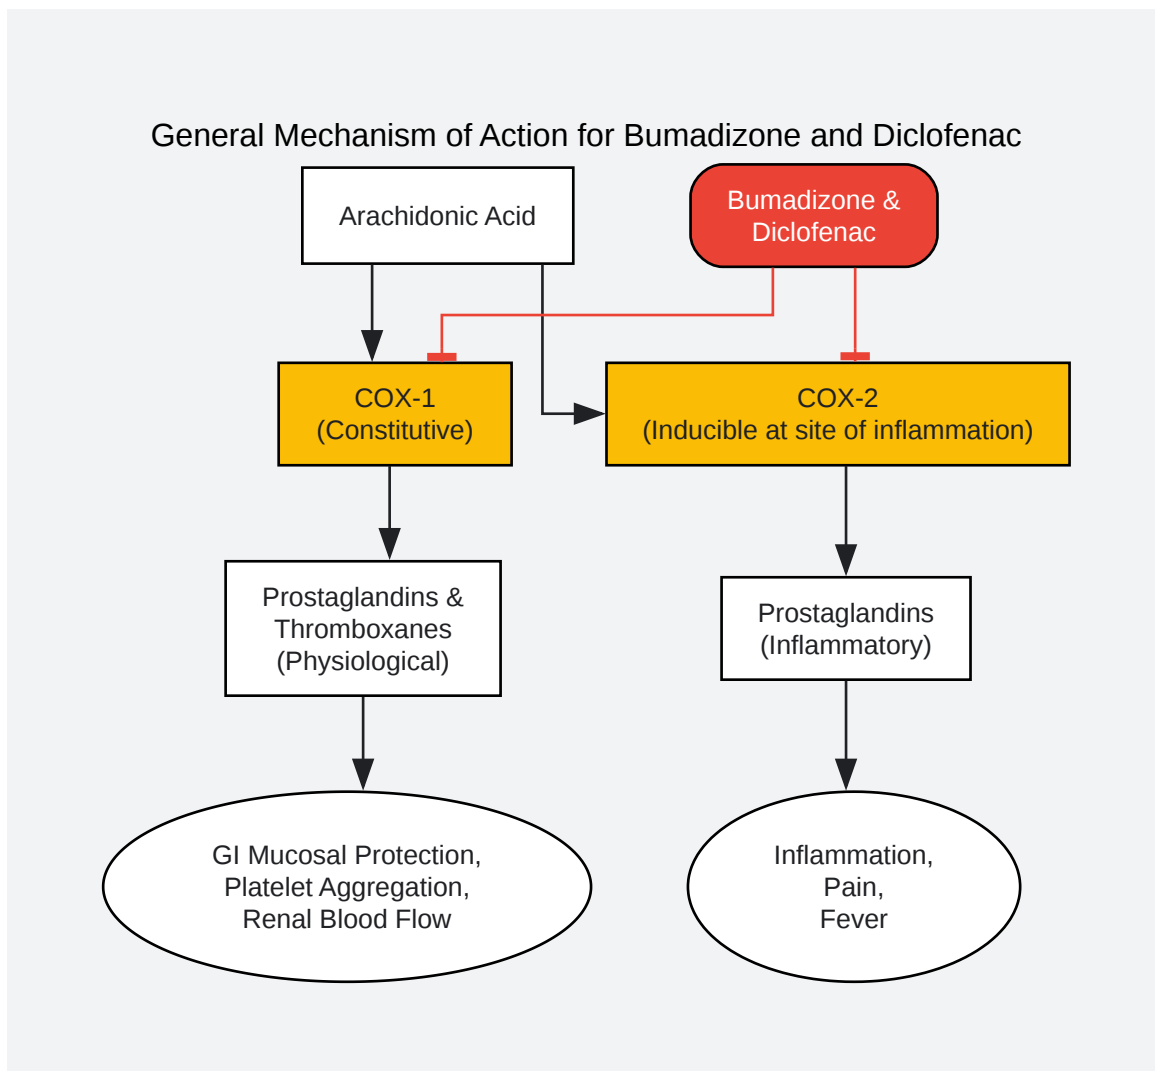 General Mechanism of Action for Bumadizone and Diclofenac
Arachidonic Acid
Bumadizone &
Diclofenac
COX-1
(Constitutive)
COX-2
(Inducible at site of inflammation)
Prostaglandins &
Thromboxanes
(Physiological)
Prostaglandins
(Inflammatory)
GI Mucosal Protection,
Platelet Aggregation,
Renal Blood Flow
Inflammation,
Pain,
Fever